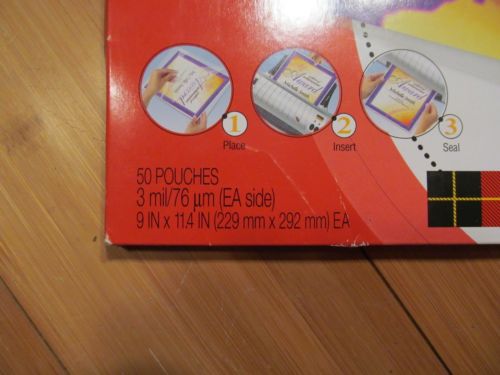 1
Place
2
Insert
3
Seal
50 POUCHES
3 mil/76 µm (EA side)
9 IN x 11.4 IN (229 mm x 292 mm) EA